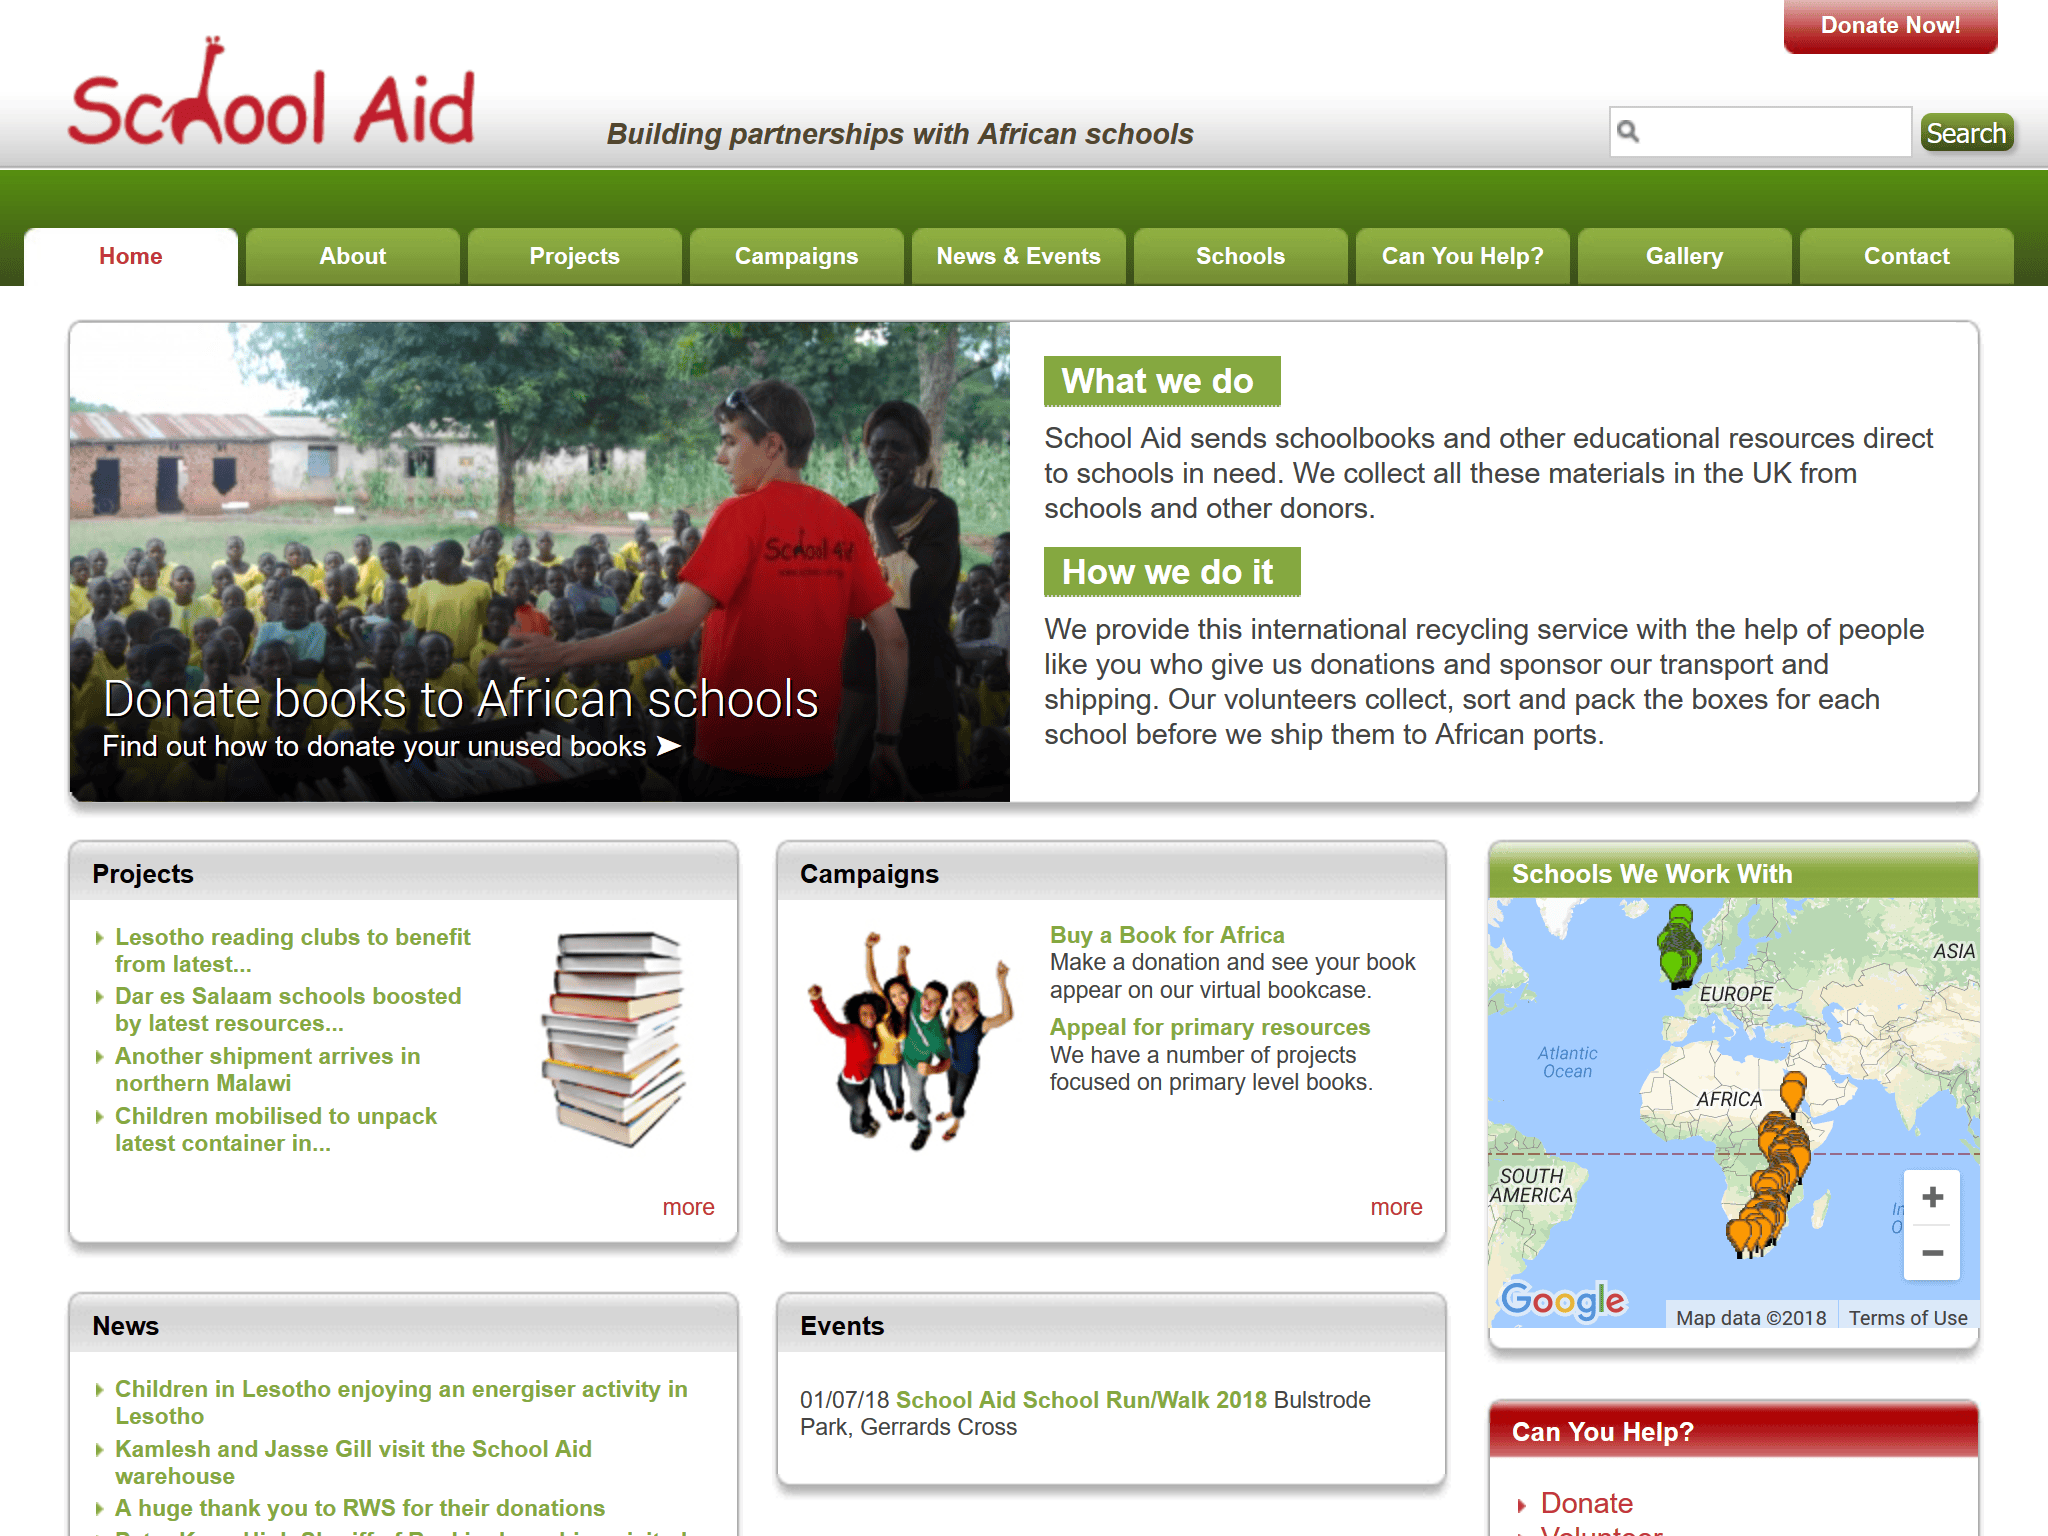 Donate Now!
School Aid
Building partnerships with African schools
Search
Home
About
Projects
Campaigns
News & Events
Schools
Can You Help?
Gallery
Contact
School Aid
Donate books to African schools
Find out how to donate your unused books ➤
What we do
School Aid sends schoolbooks and other educational resources direct
to schools in need. We collect all these materials in the UK from
schools and other donors.
How we do it
We provide this international recycling service with the help of people
like you who give us donations and sponsor our transport and
shipping. Our volunteers collect, sort and pack the boxes for each
school before we ship them to African ports.
Projects
Lesotho reading clubs to benefit
from latest...
Dar es Salaam schools boosted
by latest resources...
Another shipment arrives in
northern Malawi
Children mobilised to unpack
latest container in...
more
Campaigns
Buy a Book for Africa
Make a donation and see your book
appear on our virtual bookcase.
Appeal for primary resources
We have a number of projects
focused on primary level books.
more
Schools We Work With
ASIA
EUROPE
Atlantic
Ocean
AFRICA
SOUTH
AMERICA
Google
Map data ©2018
Terms of Use
News
Children in Lesotho enjoying an energiser activity in
Lesotho
Kamlesh and Jasse Gill visit the School Aid
warehouse
A huge thank you to RWS for their donations
Events
01/07/18 School Aid School Run/Walk 2018 Bulstrode
Park, Gerrards Cross
Can You Help?
Donate
Volunteer